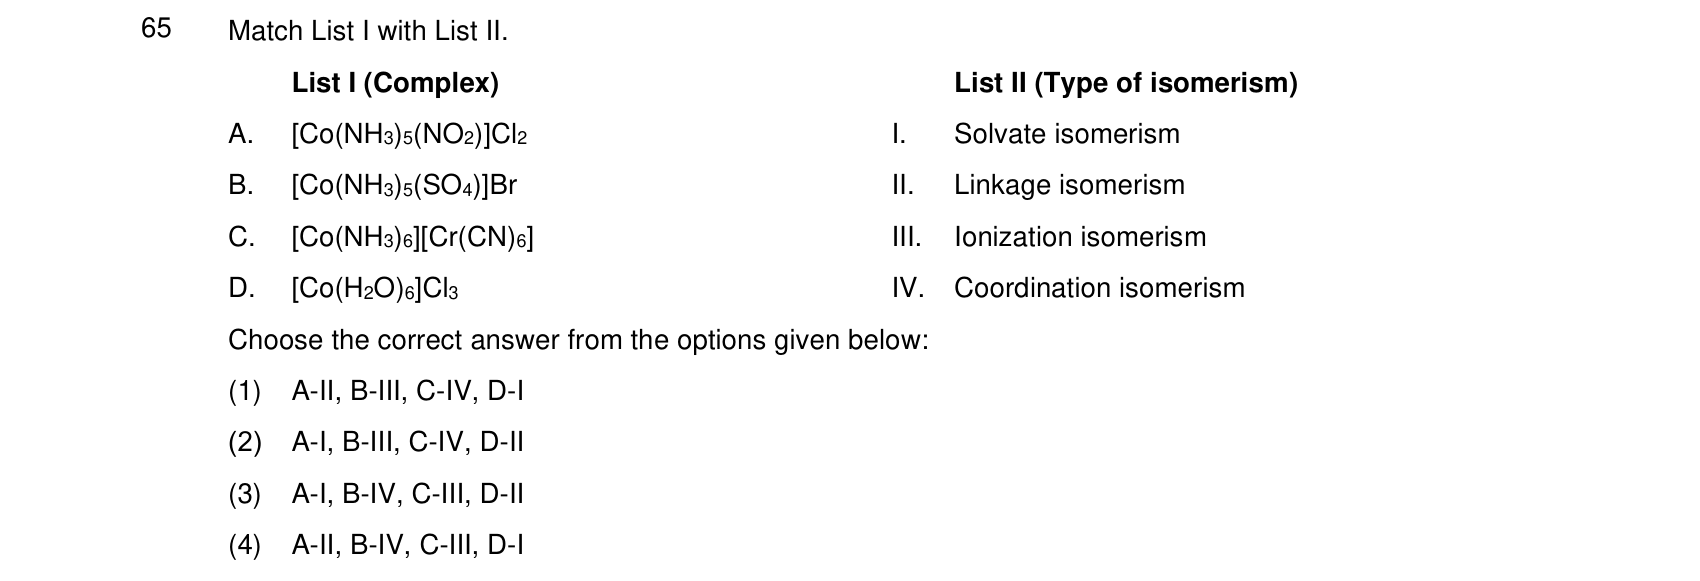 65 Match List I with List II.
List I (Complex) List II (Type of isomerism)
A. [Co(NH₃)₅(NO₂)]Cl₂ I. Solvate isomerism
B. [Co(NH₃)₅(SO₄)]Br II. Linkage isomerism
C. [Co(NH₃)₆][Cr(CN)₆] III. Ionization isomerism
D. [Co(H₂O)₆]Cl₃ IV. Coordination isomerism
Choose the correct answer from the options given below:
(1) A-II, B-III, C-IV, D-I
(2) A-I, B-III, C-IV, D-II
(3) A-I, B-IV, C-III, D-II
(4) A-II, B-IV, C-III, D-I